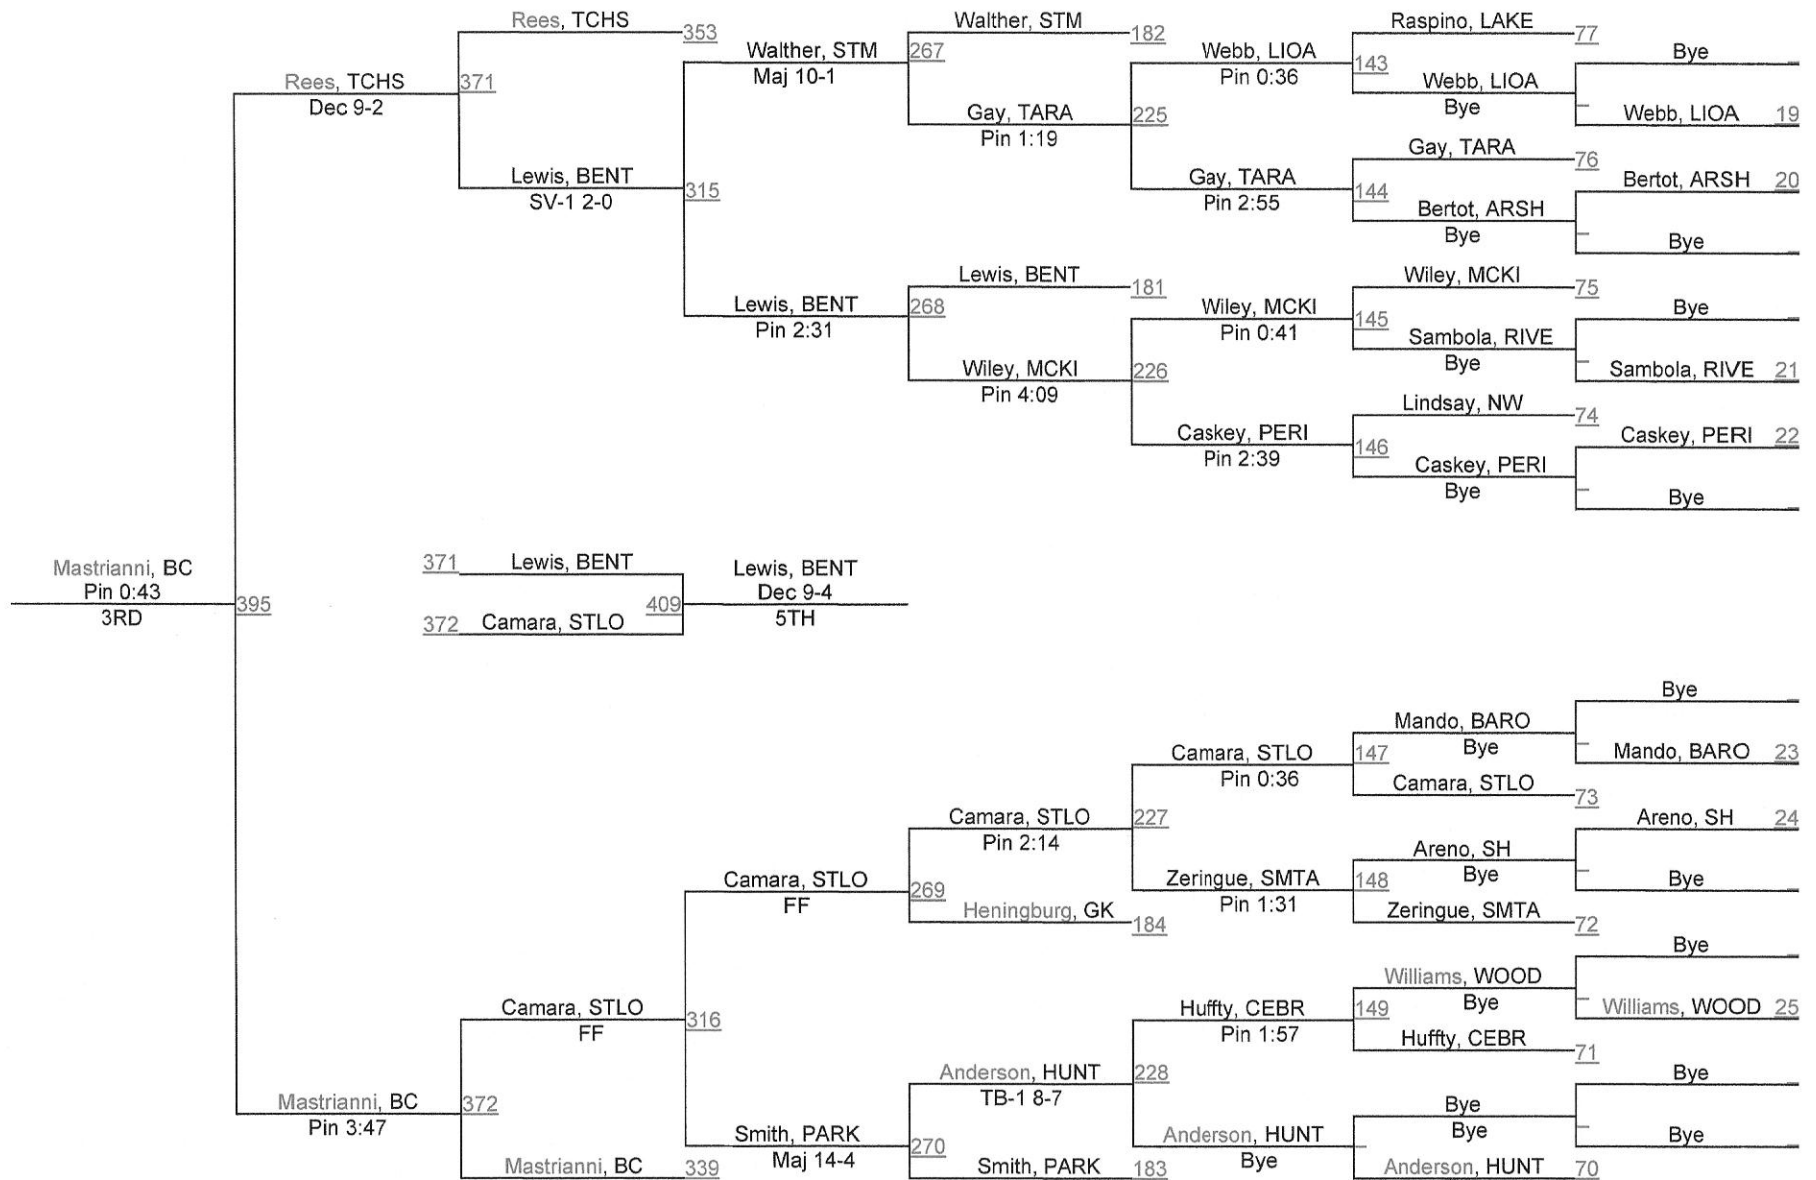 Rees, TCHS 353
Walther, STM 182
Raspino, LAKE 77
Walther, STM 267
Maj 10-1
Webb, LIOA 143
Pin 0:36
Bye
Rees, TCHS 371
Dec 9-2
Webb, LIOA
Bye
Gay, TARA 225
Pin 1:19
Webb, LIOA 19
Gay, TARA 76
Lewis, BENT 315
SV-1 2-0
Gay, TARA 144
Pin 2:55
Bertot, ARSH 20
Bertot, ARSH
Bye
Bye
Lewis, BENT 181
Wiley, MCKI 75
Lewis, BENT 268
Pin 2:31
Wiley, MCKI 145
Pin 0:41
Bye
Sambola, RIVE
Bye
Wiley, MCKI 226
Pin 4:09
Sambola, RIVE 21
Lindsay, NW 74
Caskey, PERI 146
Pin 2:39
Caskey, PERI 22
Caskey, PERI
Bye
Bye
Mastrianni, BC 395
Pin 0:43
3RD
371 Lewis, BENT
Lewis, BENT
Dec 9-4
409
5TH
372 Camara, STLO
Bye
Mando, BARO
Bye
Camara, STLO 147
Pin 0:36
Mando, BARO 23
Camara, STLO 73
Camara, STLO 227
Pin 2:14
Areno, SH 24
Areno, SH
Bye
Camara, STLO 269
FF
Zeringue, SMTA 148
Pin 1:31
Bye
Heningburg, GK 184
Zeringue, SMTA 72
Bye
Williams, WOOD
Bye
Camara, STLO 316
FF
Huffty, CEBR 149
Pin 1:57
Williams, WOOD 25
Huffty, CEBR 71
Anderson, HUNT 228
TB-1 8-7
Bye
Mastrianni, BC 372
Pin 3:47
Bye
Bye
Smith, PARK 270
Maj 14-4
Anderson, HUNT
Bye
Bye
Mastrianni, BC 339
Smith, PARK 183
Anderson, HUNT 70